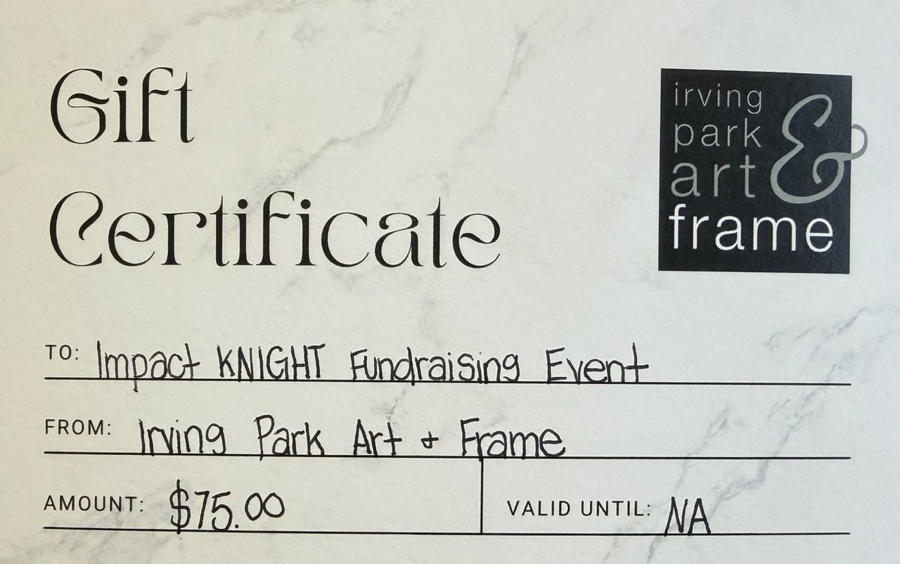 Gift
Certificate
irving
park
art &
frame
TO: Impact KNIGHT Fundraising Event
FROM: Irving Park Art + Frame
AMOUNT: $75.00 VALID UNTIL: NA